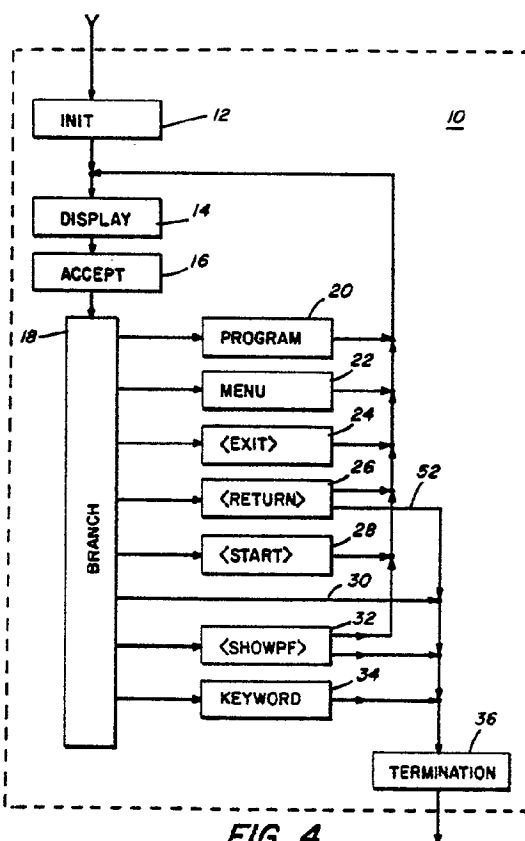 INIT 12 10
DISPLAY 14
ACCEPT 16
18 BRANCH
PROGRAM 20
MENU 22
<EXIT> 24
<RETURN> 26 52
<START> 28
30
<SHOWPF> 32
KEYWORD 34
TERMINATION 36
FIG. 4